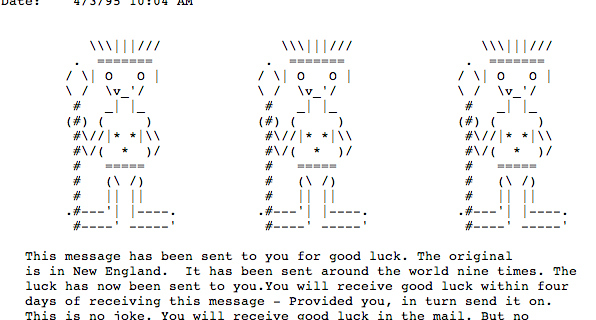 Date:    4/3/95 10:04 AM
   \\\|||///                \\\|||///                \\\|||///
 .  =======               .  =======               .  =======
/ \| O   O |             / \| O   O |             / \| O   O |
\ /  \v_'/               \ /  \v_'/               \ /  \v_'/
 #   _| |_                #   _| |_                #   _| |_
(#) (     )              (#) (     )              (#) (     )
 #\//|* *|\\              #\//|* *|\\              #\//|* *|\\
 #\/(  *  )/              #\/(  *  )/              #\/(  *  )/
 #   =====                #   =====                #   =====
 #   (\ /)                #   (\ /)                #   (\ /)
 #   || ||                #   || ||                #   || ||
.#---'| |----.           .#---'| |----.           .#---'| |----.
 #----' -----'            #----' -----'            #----' -----'
This message has been sent to you for good luck. The original
is in New England.  It has been sent around the world nine times. The
luck has now been sent to you.You will receive good luck within four
days of receiving this message - Provided you, in turn send it on.
This is no joke. You will receive good luck in the mail. But no